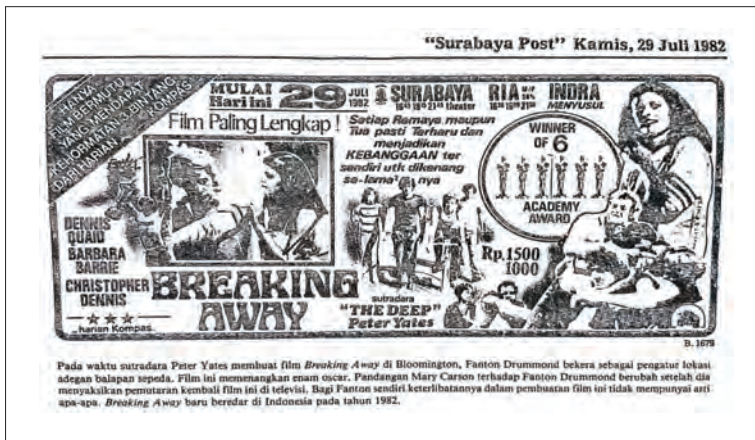 "Surabaya Post" Kamis, 29 Juli 1982
HANYA
FILM BERMUTU
YANG MENDAPAT
KEHORMATAN 3 BINTANG
DARI HARIAN KOMPAS
MULAI
Hari ini
29
JULI
1982
SURABAYA
theater
RIA
INDRA
MENYUSUL
Film Paling Lengkap !
Satiap Remaya maupun
Tua pasti Terharu dan
menjadikan
KEBANGGAAN ter
sendiri utk dikenang
se-lama² nya
WINNER
OF 6
ACADEMY
AWARD
DENNIS
QUAID
BARBARA
BARRIE
CHRISTOPHER
DENNIS
harian Kompas
BREAKING
AWAY
Rp. 1500
1000
sutradara
"THE DEEP"
Peter Yates
B. 1679
Pada waktu sutradara Peter Yates membuat film Breaking Away di Bloomington, Fanton Drummond bekera sebagai pengatur lokasi
adegan balapan sepeda. Film ini memenangkan enam oscar. Pandangan Mary Carson terhadap Fanton Drummond berubah setelah dia
menyaksikan pemutaran kembali film ini di televisi. Bagi Fanton sendiri keterlibatannya dalam pembuatan film ini tidak mempunyai arti
apa-apa. Breaking Away baru beredar di Indonesia pada tahun 1982.